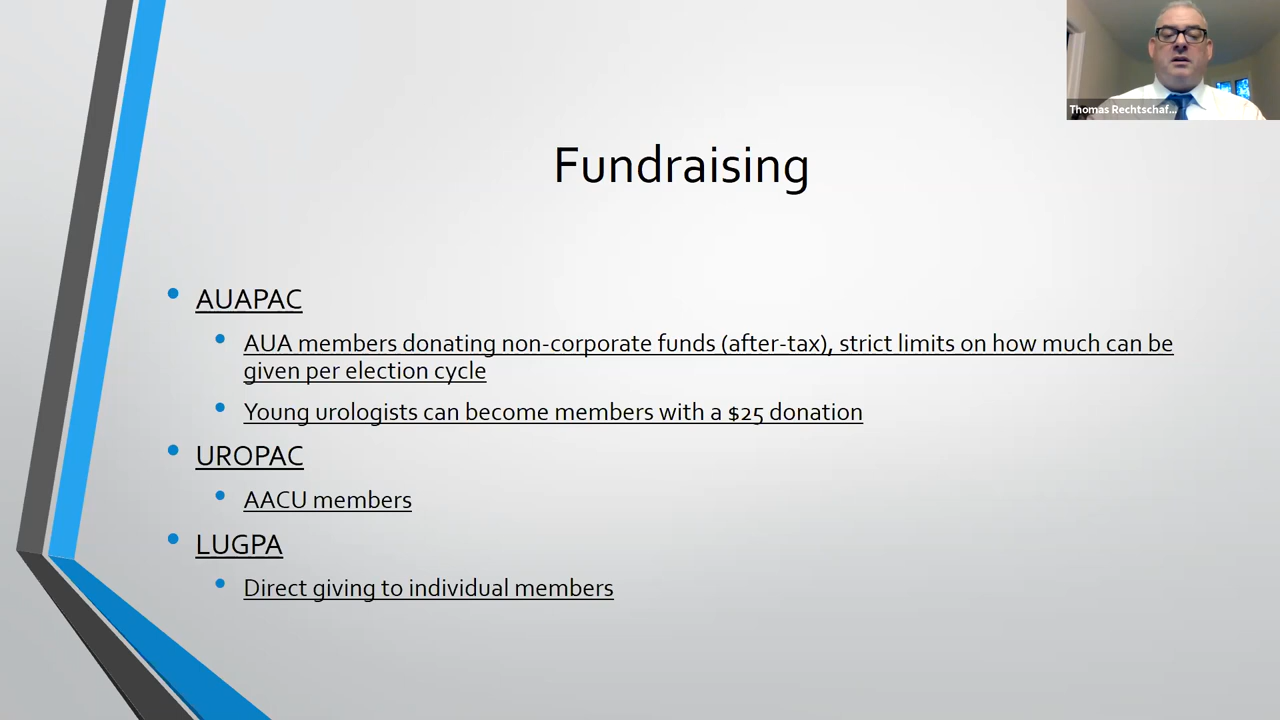 Thomas Rechtschaf...
Fundraising
AUAPAC
AUA members donating non-corporate funds (after-tax), strict limits on how much can be
given per election cycle
Young urologists can become members with a $25 donation
UROPAC
AACU members
LUGPA
Direct giving to individual members